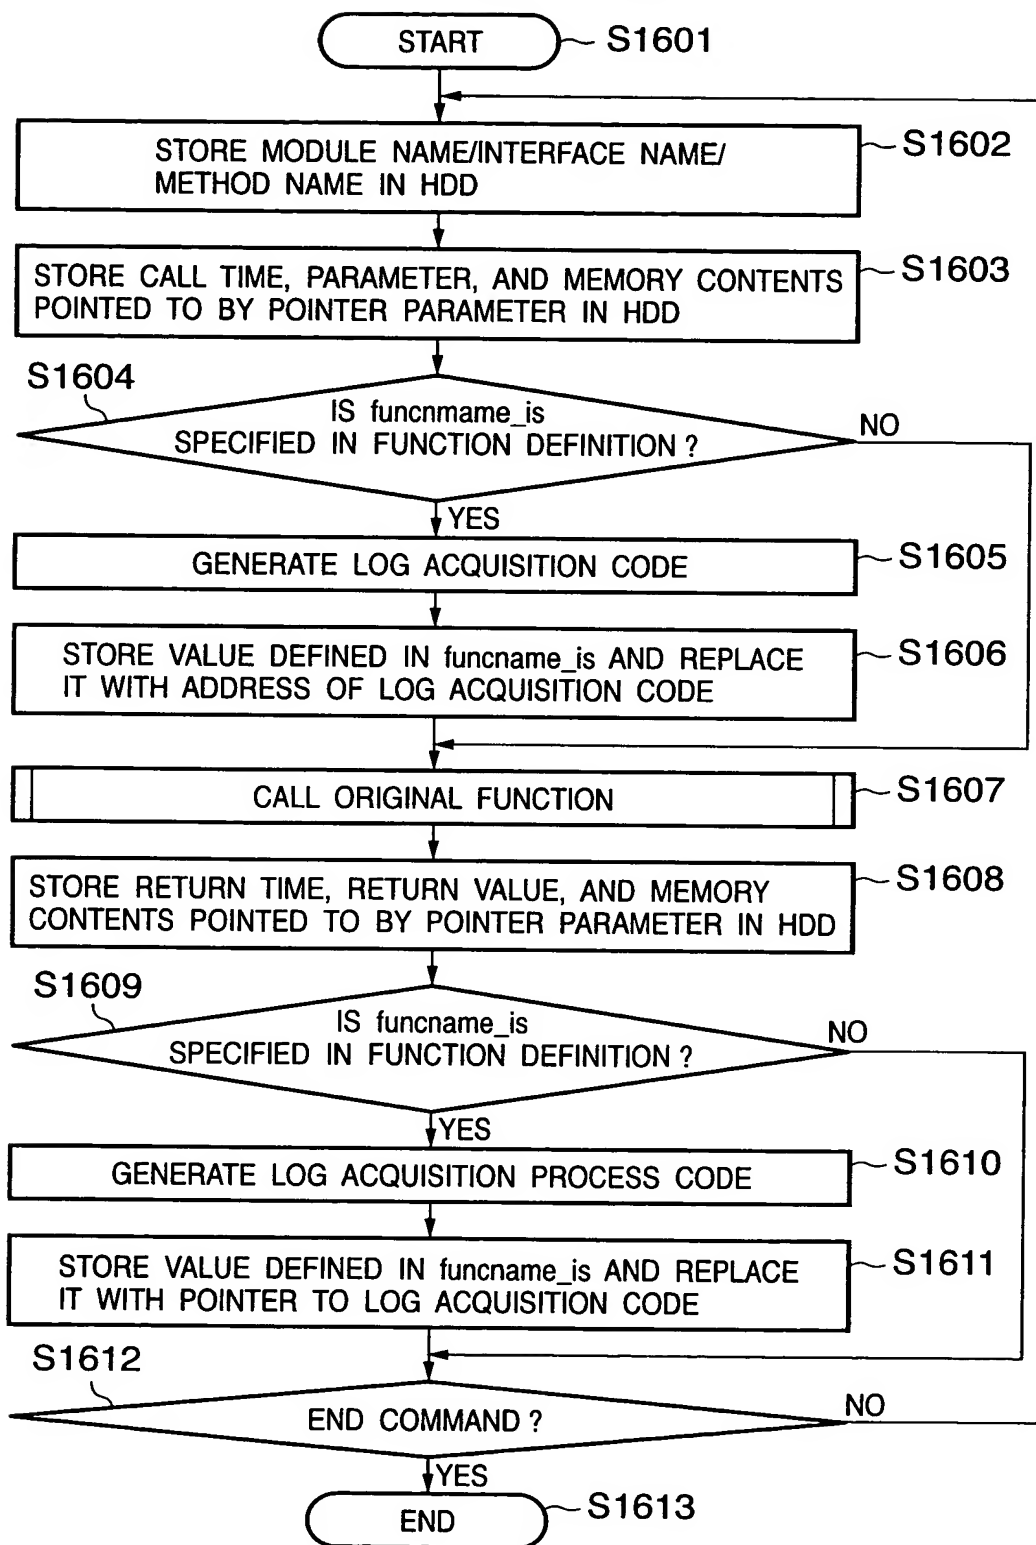 START
S1601
STORE MODULE NAME/INTERFACE NAME/
METHOD NAME IN HDD
S1602
STORE CALL TIME, PARAMETER, AND MEMORY CONTENTS
POINTED TO BY POINTER PARAMETER IN HDD
S1603
S1604
IS funcnmame_is
SPECIFIED IN FUNCTION DEFINITION ?
NO
YES
GENERATE LOG ACQUISITION CODE
S1605
STORE VALUE DEFINED IN funcname_is AND REPLACE
IT WITH ADDRESS OF LOG ACQUISITION CODE
S1606
CALL ORIGINAL FUNCTION
S1607
STORE RETURN TIME, RETURN VALUE, AND MEMORY
CONTENTS POINTED TO BY POINTER PARAMETER IN HDD
S1608
S1609
IS funcname_is
SPECIFIED IN FUNCTION DEFINITION ?
NO
YES
GENERATE LOG ACQUISITION PROCESS CODE
S1610
STORE VALUE DEFINED IN funcname_is AND REPLACE
IT WITH POINTER TO LOG ACQUISITION CODE
S1611
S1612
END COMMAND ?
NO
YES
END
S1613